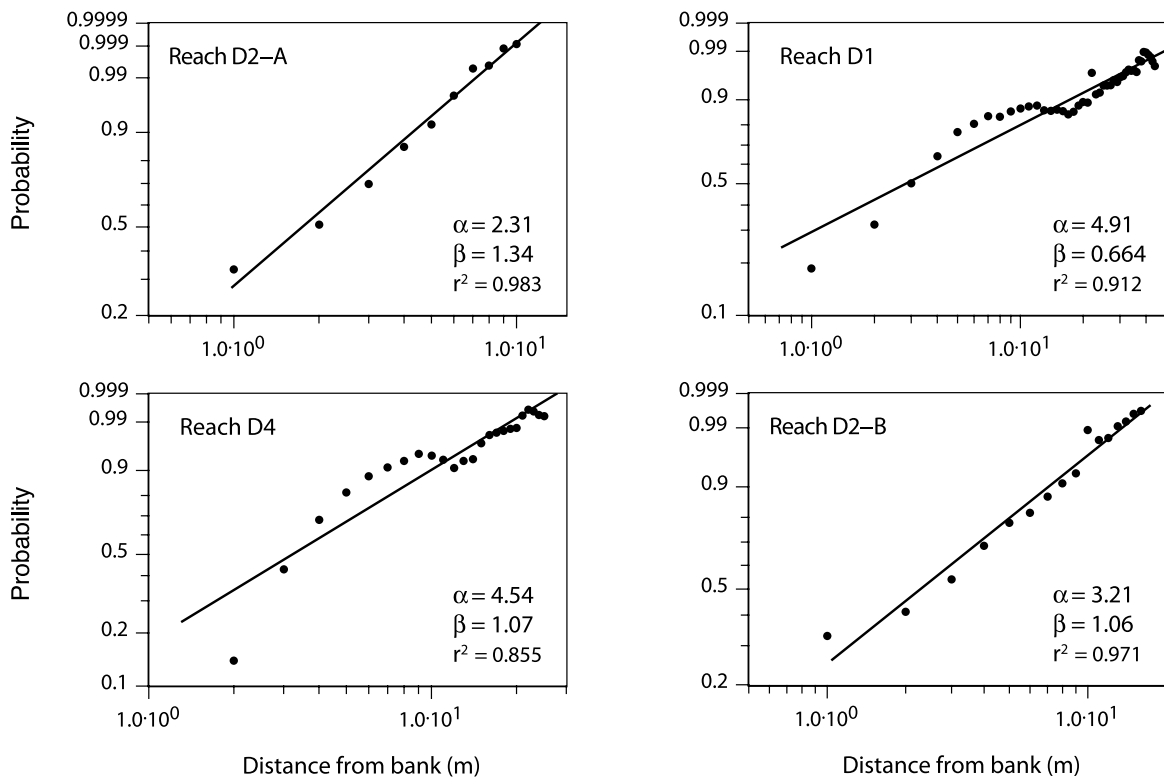 0.9999
0.999
0.99
0.9
0.5
0.2
Probability
Reach D2–A
α = 2.31
β = 1.34
r² = 0.983
1.0·10⁰
1.0·10¹
0.999
0.99
0.9
0.5
0.1
Reach D1
α = 4.91
β = 0.664
r² = 0.912
1.0·10⁰
1.0·10¹
0.999
0.99
0.9
0.5
0.2
0.1
Probability
Reach D4
α = 4.54
β = 1.07
r² = 0.855
1.0·10⁰
1.0·10¹
Distance from bank (m)
0.999
0.99
0.9
0.5
0.2
Reach D2–B
α = 3.21
β = 1.06
r² = 0.971
1.0·10⁰
1.0·10¹
Distance from bank (m)